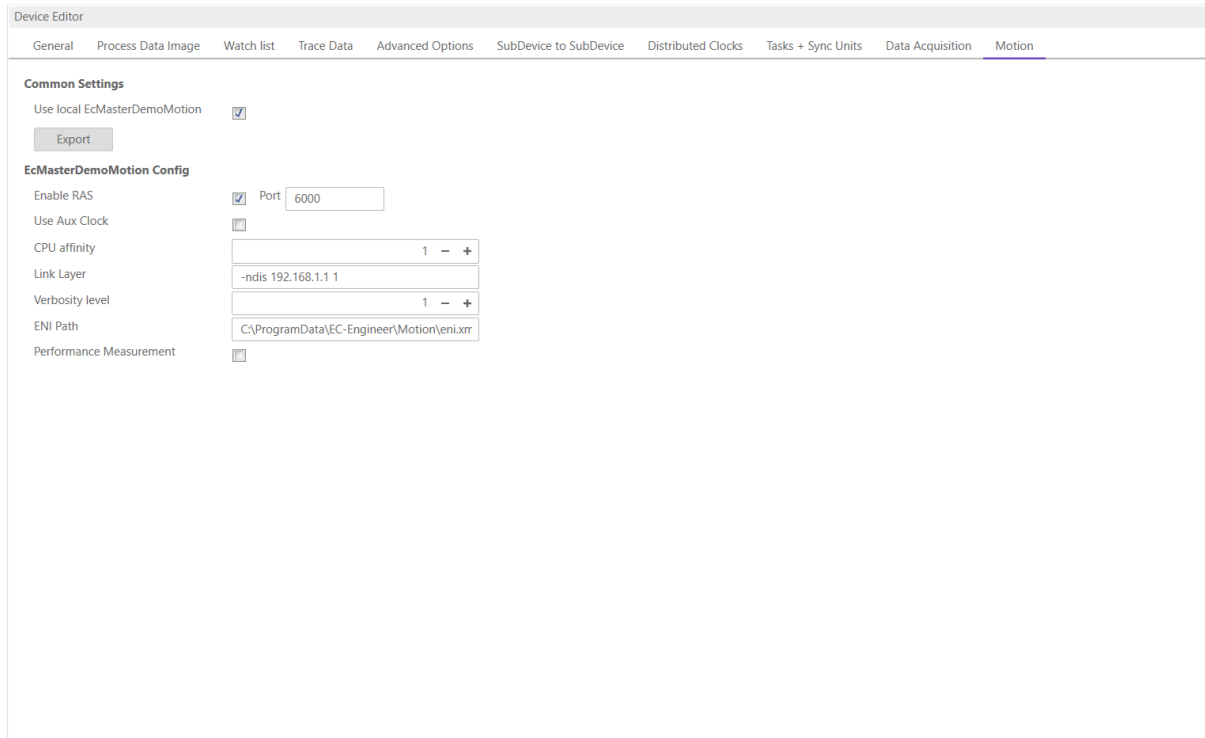 Device Editor
General Process Data Image Watch list Trace Data Advanced Options SubDevice to SubDevice Distributed Clocks Tasks + Sync Units Data Acquisition Motion
Common Settings
Use local EcMasterDemoMotion
Export
EcMasterDemoMotion Config
Enable RAS Port 6000
Use Aux Clock
CPU affinity 1 − +
Link Layer -ndis 192.168.1.1 1
Verbosity level 1 − +
ENI Path C:\ProgramData\EC-Engineer\Motion\eni.xm
Performance Measurement